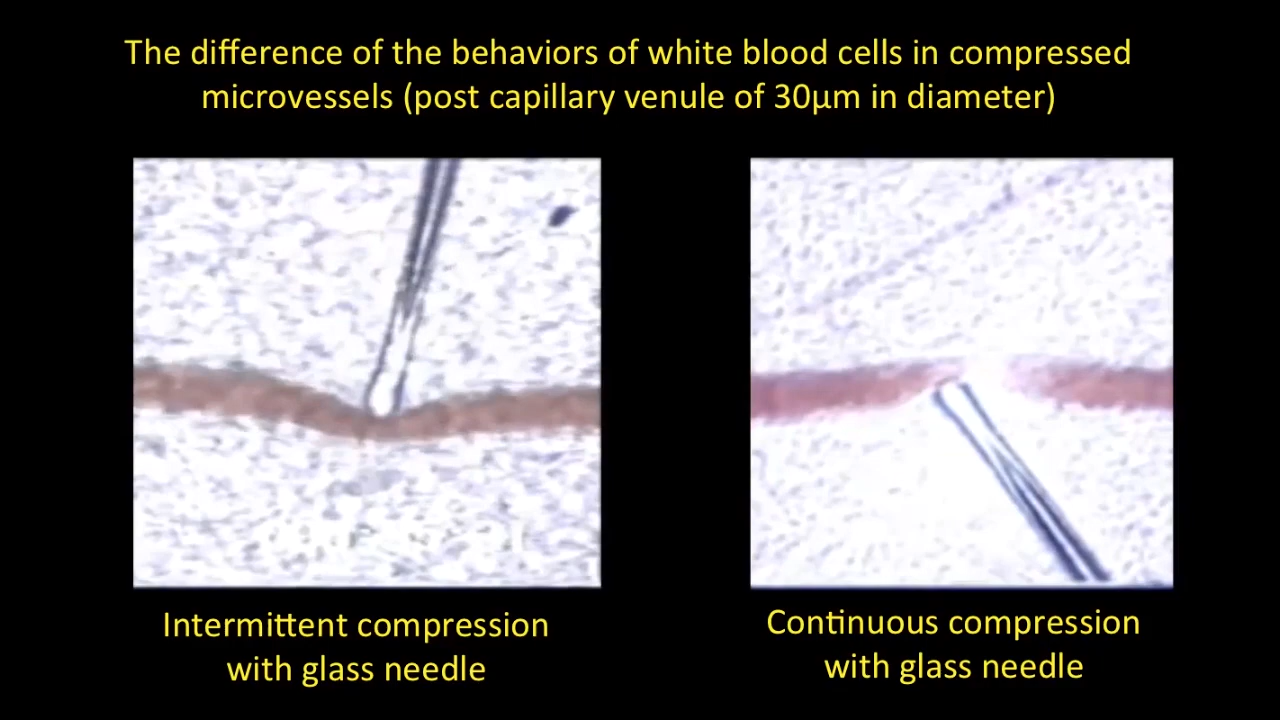 The difference of the behaviors of white blood cells in compressed
microvessels (post capillary venule of 30μm in diameter)
Intermittent compression
with glass needle
Continuous compression
with glass needle